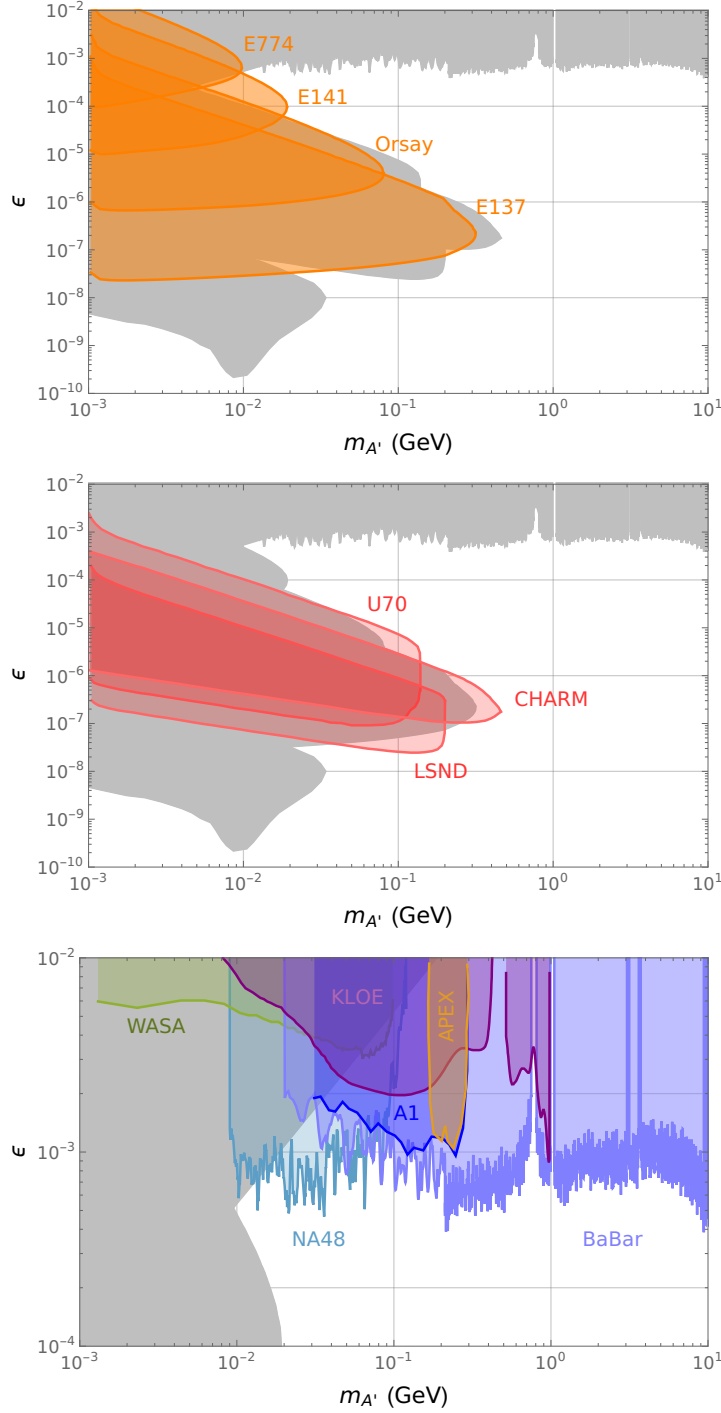 10⁻²
10⁻³
10⁻⁴
10⁻⁵
10⁻⁶
10⁻⁷
10⁻⁸
10⁻⁹
10⁻¹⁰
ϵ
E774
E141
Orsay
E137
10⁻³ 10⁻² 10⁻¹ 10⁰ 10¹
m_A' (GeV)
10⁻²
10⁻³
10⁻⁴
10⁻⁵
10⁻⁶
10⁻⁷
10⁻⁸
10⁻⁹
10⁻¹⁰
ϵ
U70
CHARM
LSND
10⁻³ 10⁻² 10⁻¹ 10⁰ 10¹
m_A' (GeV)
10⁻²
10⁻³
10⁻⁴
ϵ
KLOE
APEX
WASA
A1
NA48
BaBar
10⁻³ 10⁻² 10⁻¹ 10⁰ 10¹
m_A' (GeV)